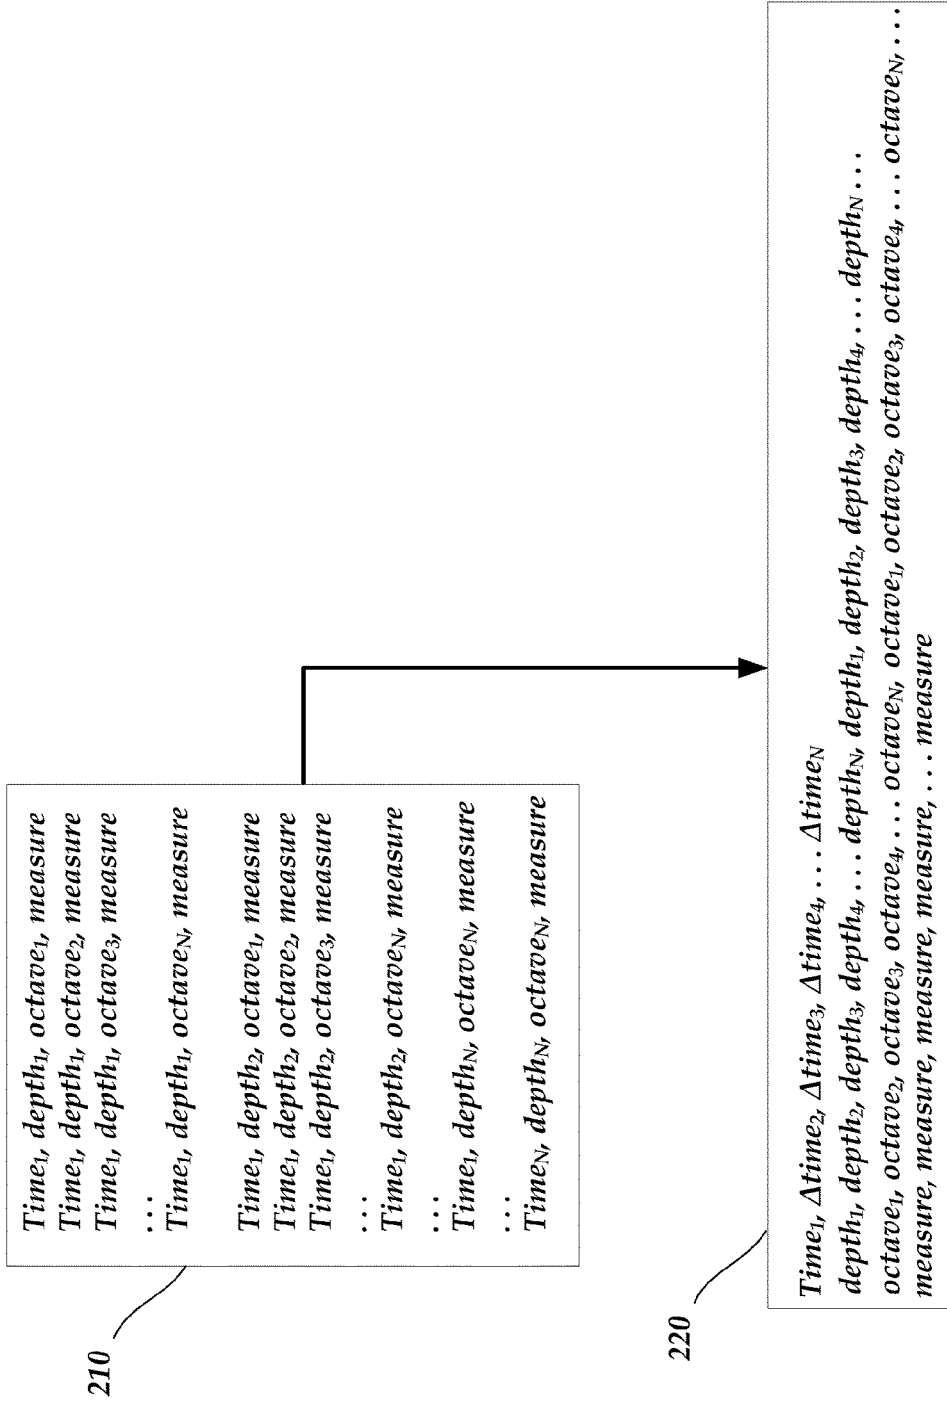 210
Time₁, depth₁, octave₁, measure
Time₁, depth₁, octave₂, measure
Time₁, depth₁, octave₃, measure
...
Time₁, depth₁, octaveN, measure
Time₁, depth₂, octave₁, measure
Time₁, depth₂, octave₂, measure
Time₁, depth₂, octave₃, measure
...
Time₁, depth₂, octaveN, measure
...
Time₁, depthN, octaveN, measure
...
TimeN, depthN, octaveN, measure
220
Time₁, Δtime₂, Δtime₃, Δtime₄, ... ΔtimeN
depth₁, depth₂, depth₃, depth₄, ... depthN, depth₁, depth₂, depth₃, depth₄, ... depthN ...
octave₁, octave₂, octave₃, octave₄, ... octaveN, octave₁, octave₂, octave₃, octave₄, ... octaveN, ...
measure, measure, measure, measure, ... measure